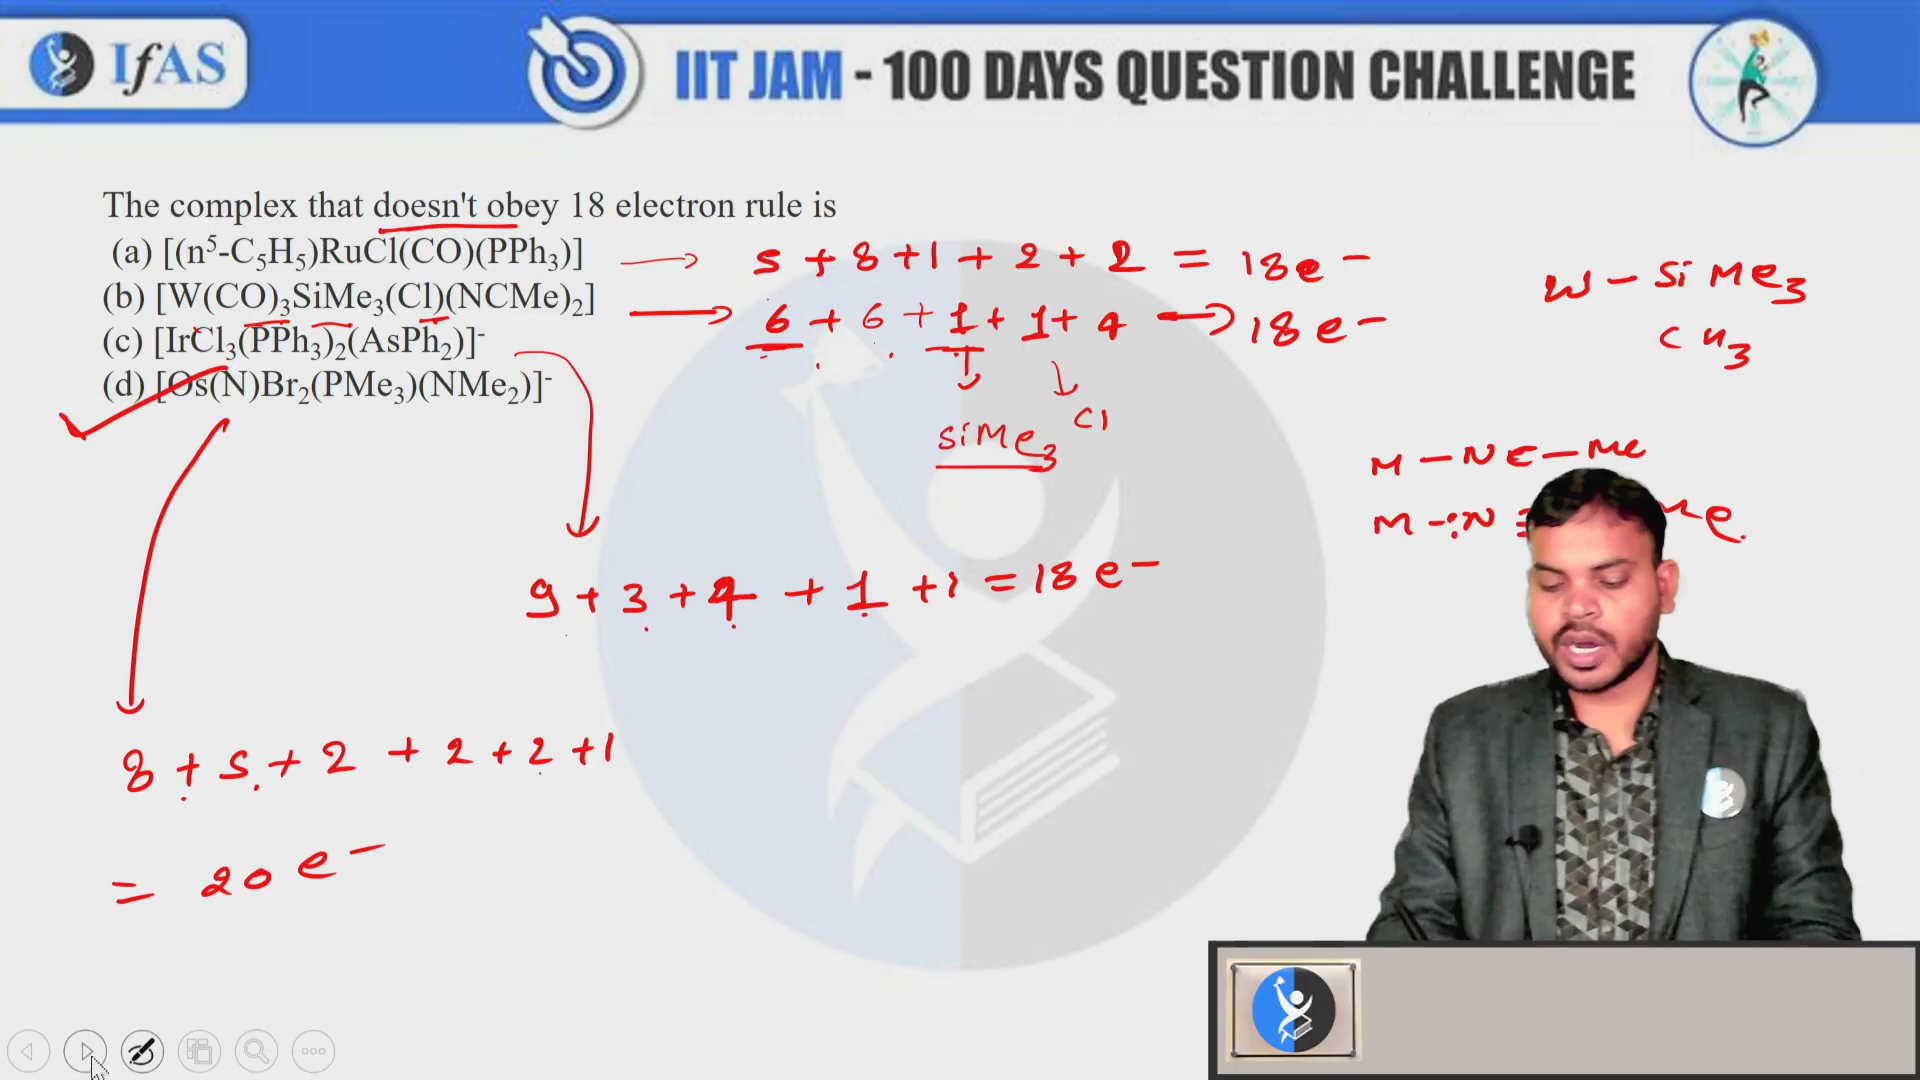 IfAS
IIT JAM - 100 DAYS QUESTION CHALLENGE
The complex that doesn't obey 18 electron rule is
(a) [(n⁵-C₅H₅)RuCl(CO)(PPh₃)]
(b) [W(CO)₃SiMe₃(Cl)(NCMe)₂]
(c) [IrCl₃(PPh₃)₂(AsPh₂)]⁻
(d) [Os(N)Br₂(PMe₃)(NMe₂)]⁻
5 + 8 + 1 + 2 + 2 = 18e⁻
6 + 6 + 1 + 1 + 4 → 18e⁻
SiMe₃
Cl
W - SiMe₃
CH₃
M - NC - Me
M - :N ≡ Me
9 + 3 + 4 + 1 + 1 = 18e⁻
8 + 5 + 2 + 2 + 2 + 1
= 20e⁻